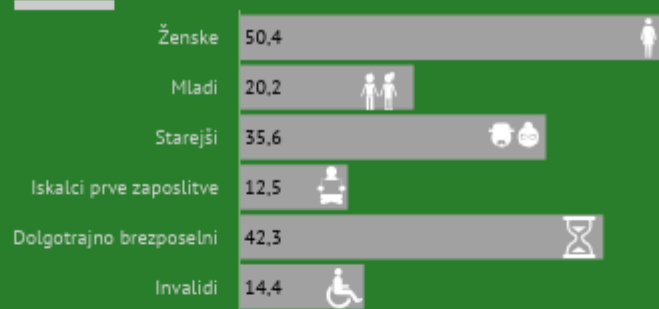 Ženske 50,4
Mladi 20,2
Starejši 35,6
Iskalci prve zaposlitve 12,5
Dolgotrajno brezposelni 42,3
Invalidi 14,4